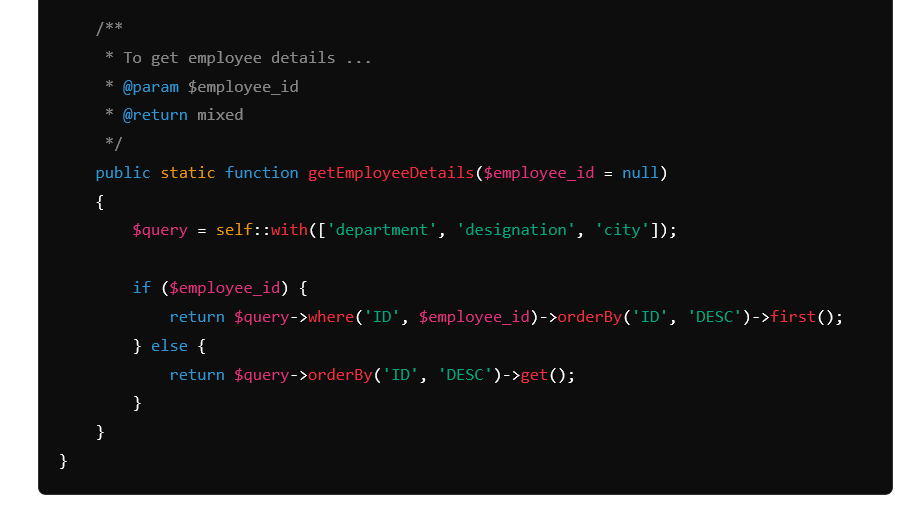 /**
 * To get employee details ...
 * @param $employee_id
 * @return mixed
 */
public static function getEmployeeDetails($employee_id = null)
{
    $query = self::with(['department', 'designation', 'city']);
    if ($employee_id) {
        return $query->where('ID', $employee_id)->orderBy('ID', 'DESC')->first();
    } else {
        return $query->orderBy('ID', 'DESC')->get();
    }
}
}